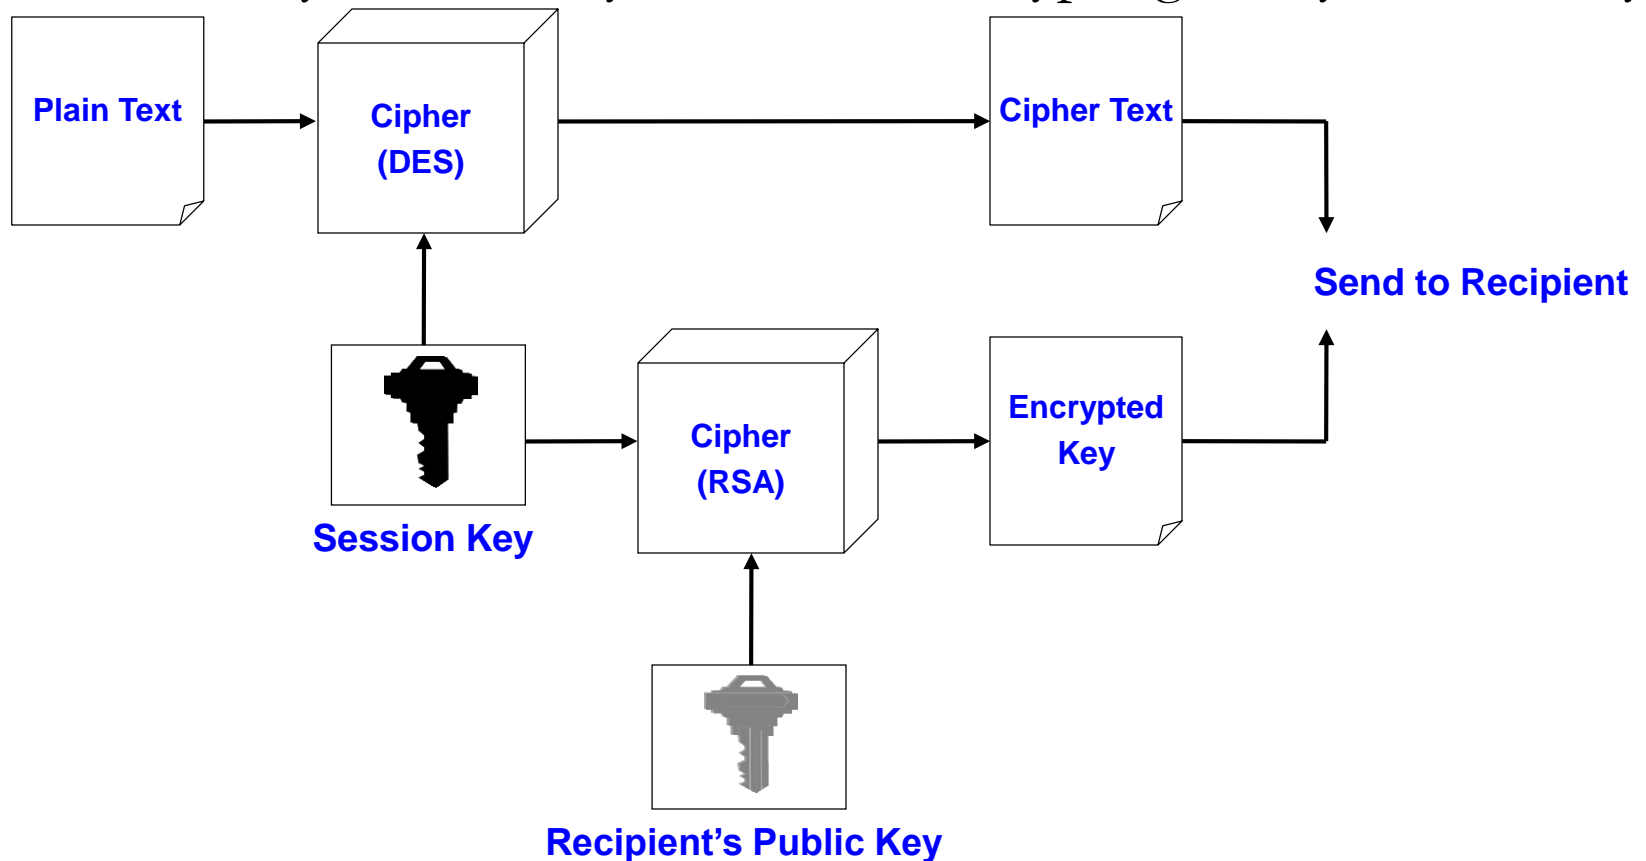 Plain Text
Cipher
(DES)
Cipher Text
Send to Recipient
Session Key
Cipher
(RSA)
Encrypted
Key
Recipient’s Public Key